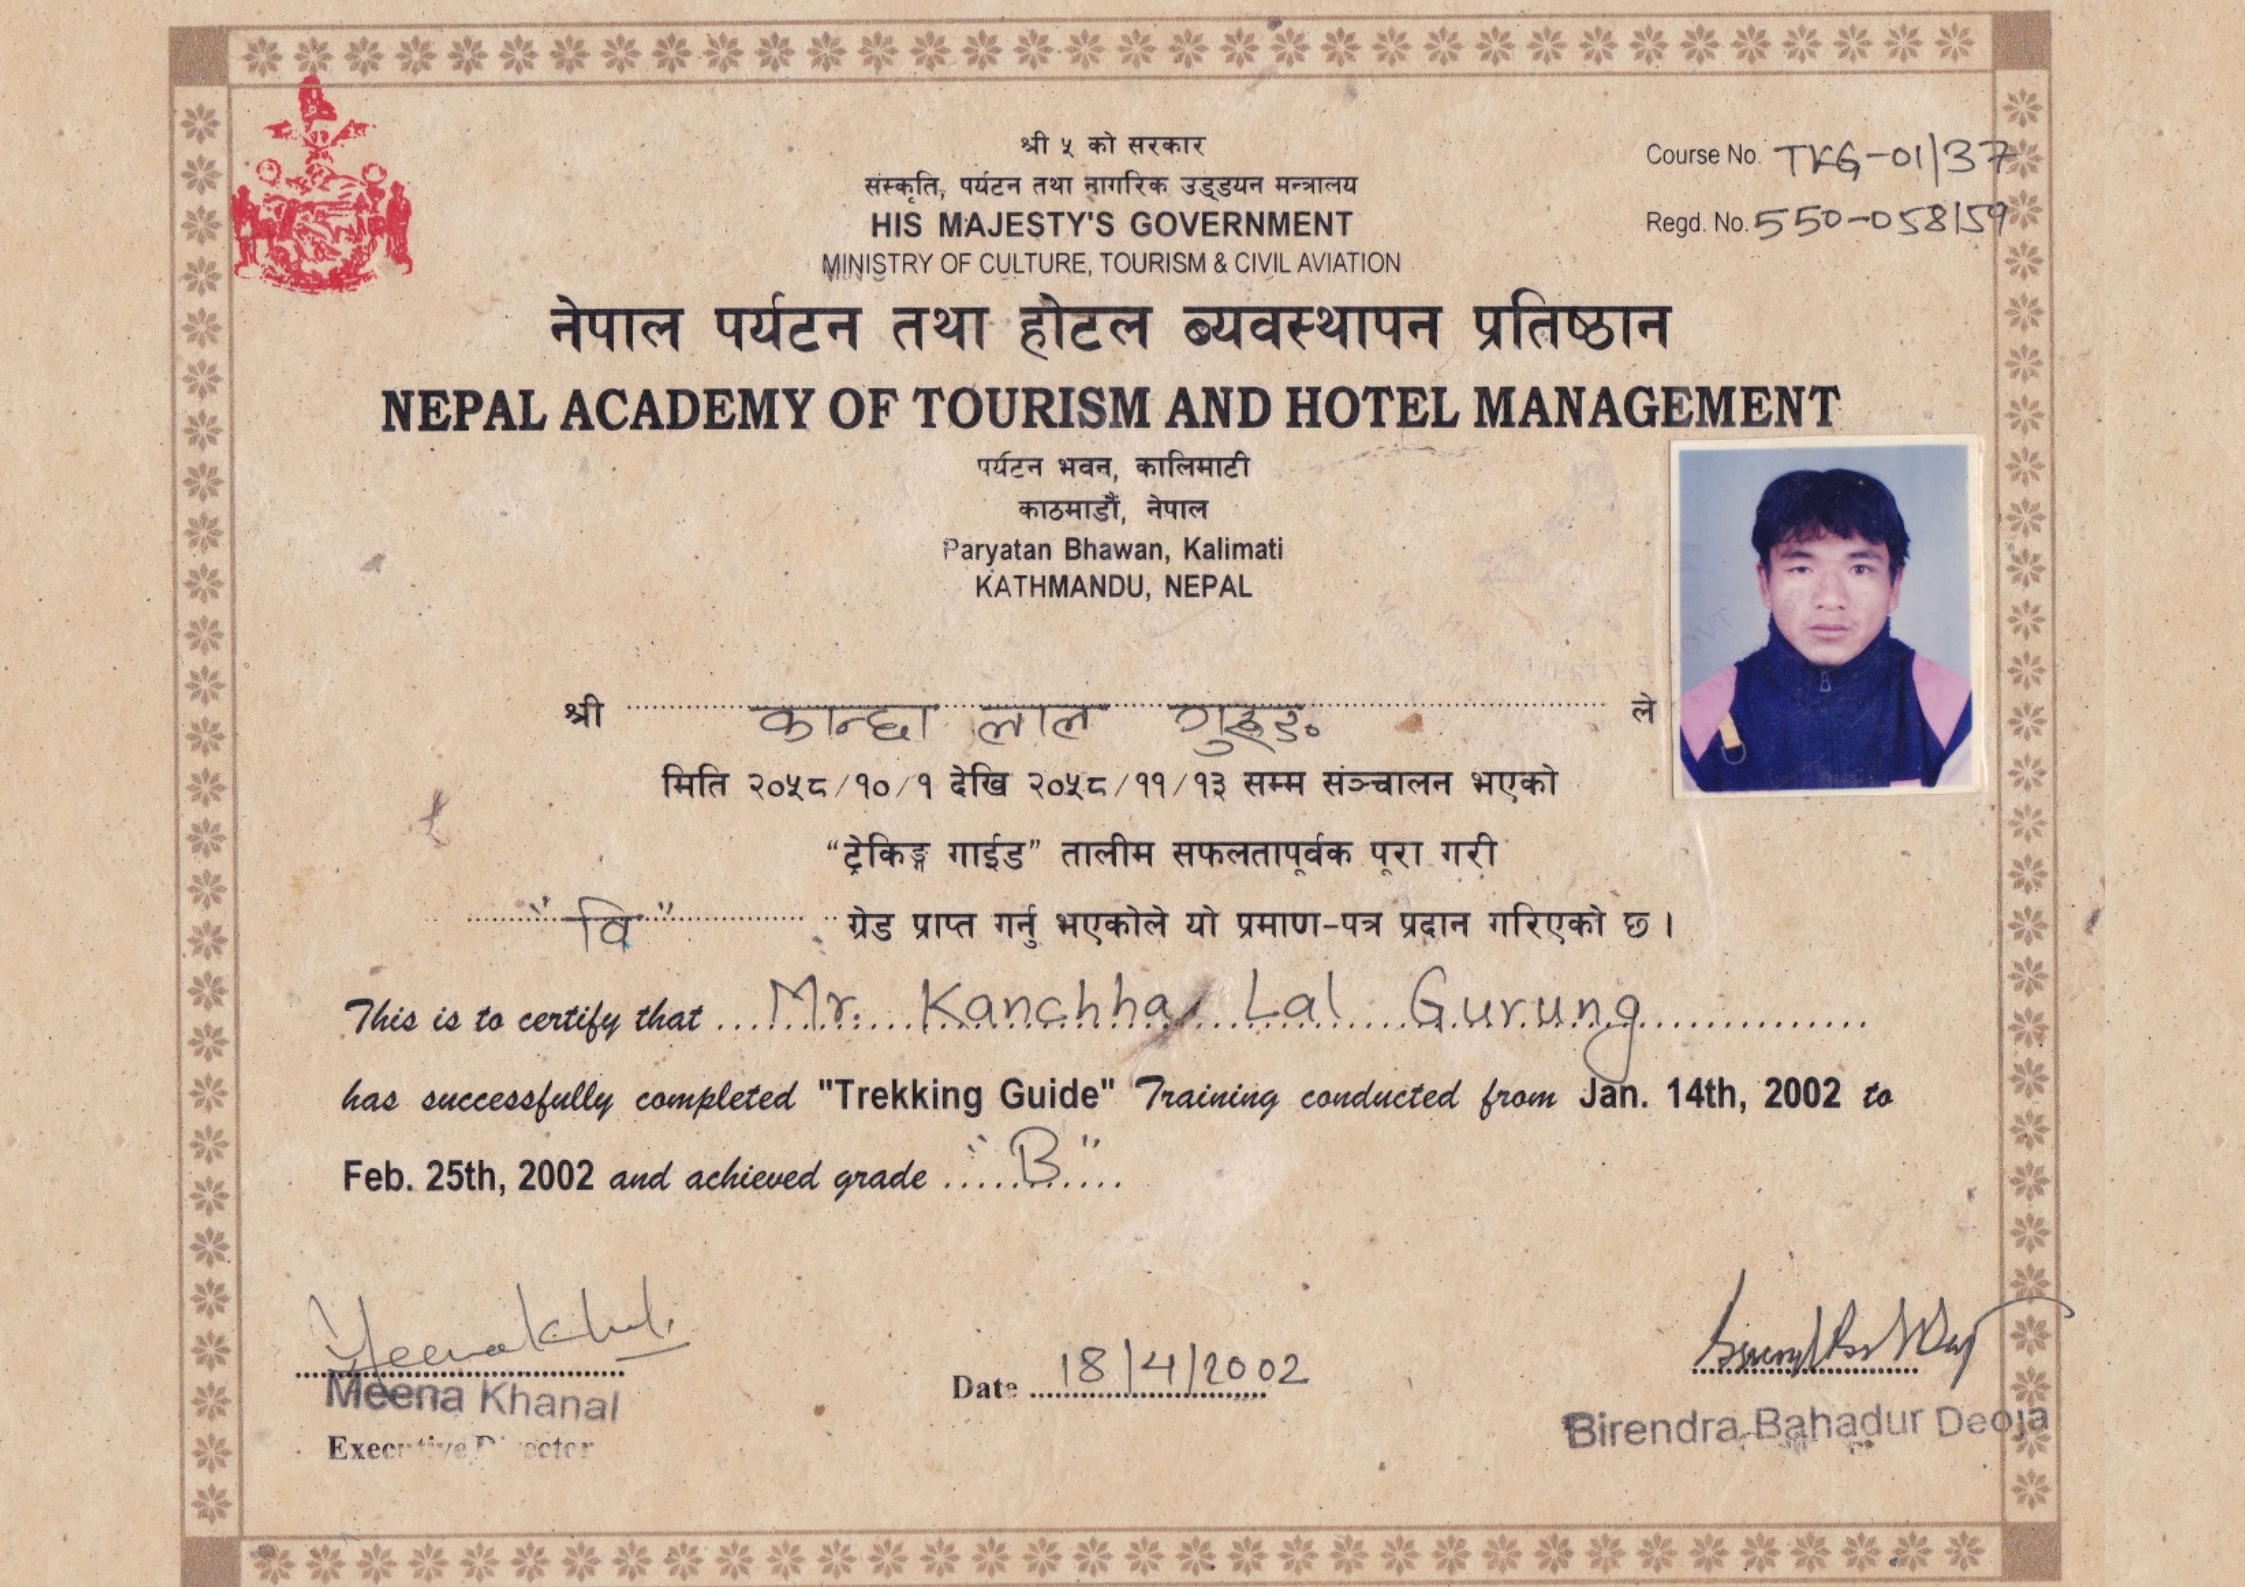 श्री ५ को सरकार
संस्कृति, पर्यटन तथा नागरिक उड्डयन मन्त्रालय
HIS MAJESTY'S GOVERNMENT
MINISTRY OF CULTURE, TOURISM & CIVIL AVIATION
Course No. TKG-01/37
Regd. No. 550-058/59
नेपाल पर्यटन तथा होटल ब्यवस्थापन प्रतिष्ठान
NEPAL ACADEMY OF TOURISM AND HOTEL MANAGEMENT
पर्यटन भवन, कालिमाटी
काठमाडौं, नेपाल
Paryatan Bhawan, Kalimati
KATHMANDU, NEPAL
श्री कान्छा लाल गुरुङ ले
मिति २०५८/१०/१ देखि २०५८/११/१३ सम्म संञ्चालन भएको
“ट्रेकिङ्ग गाईड” तालीम सफलतापूर्वक पूरा गरी
"वि" ग्रेड प्राप्त गर्नु भएकोले यो प्रमाण-पत्र प्रदान गरिएको छ ।
This is to certify that Mr. Kanchha Lal Gurung
has successfully completed "Trekking Guide" Training conducted from Jan. 14th, 2002 to
Feb. 25th, 2002 and achieved grade "B"
Meena Khanal
Executive Director
Date 18/4/2002
Birendra Bahadur Deoja